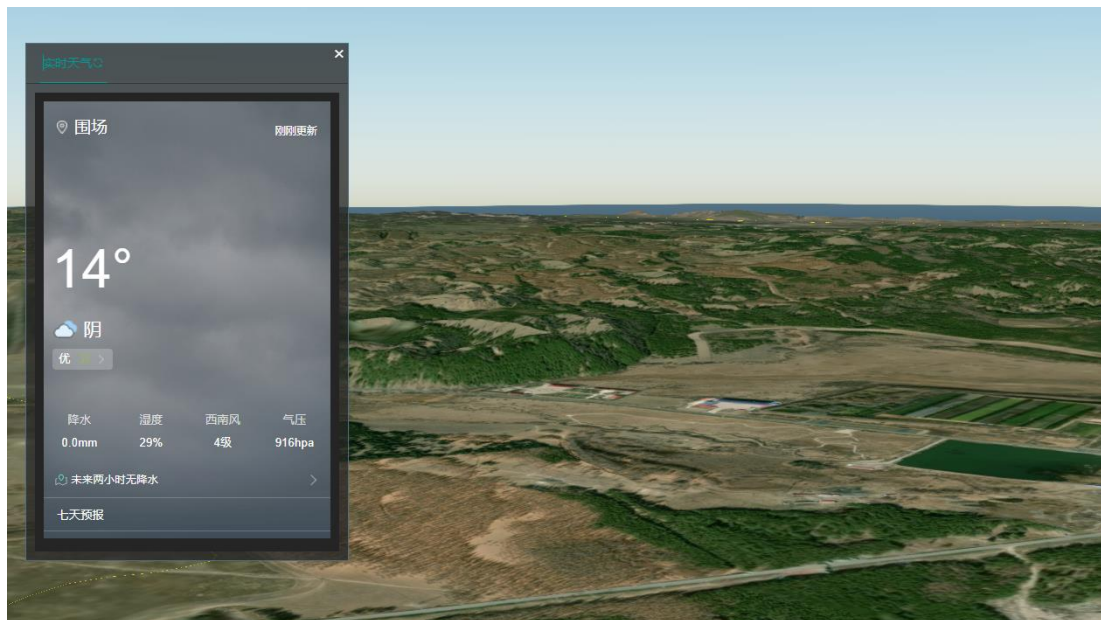 实时天气
×
围场
刚刚更新
14°
阴
优
降水 湿度 西南风 气压
0.0mm 29% 4级 916hpa
未来两小时无降水
七天预报